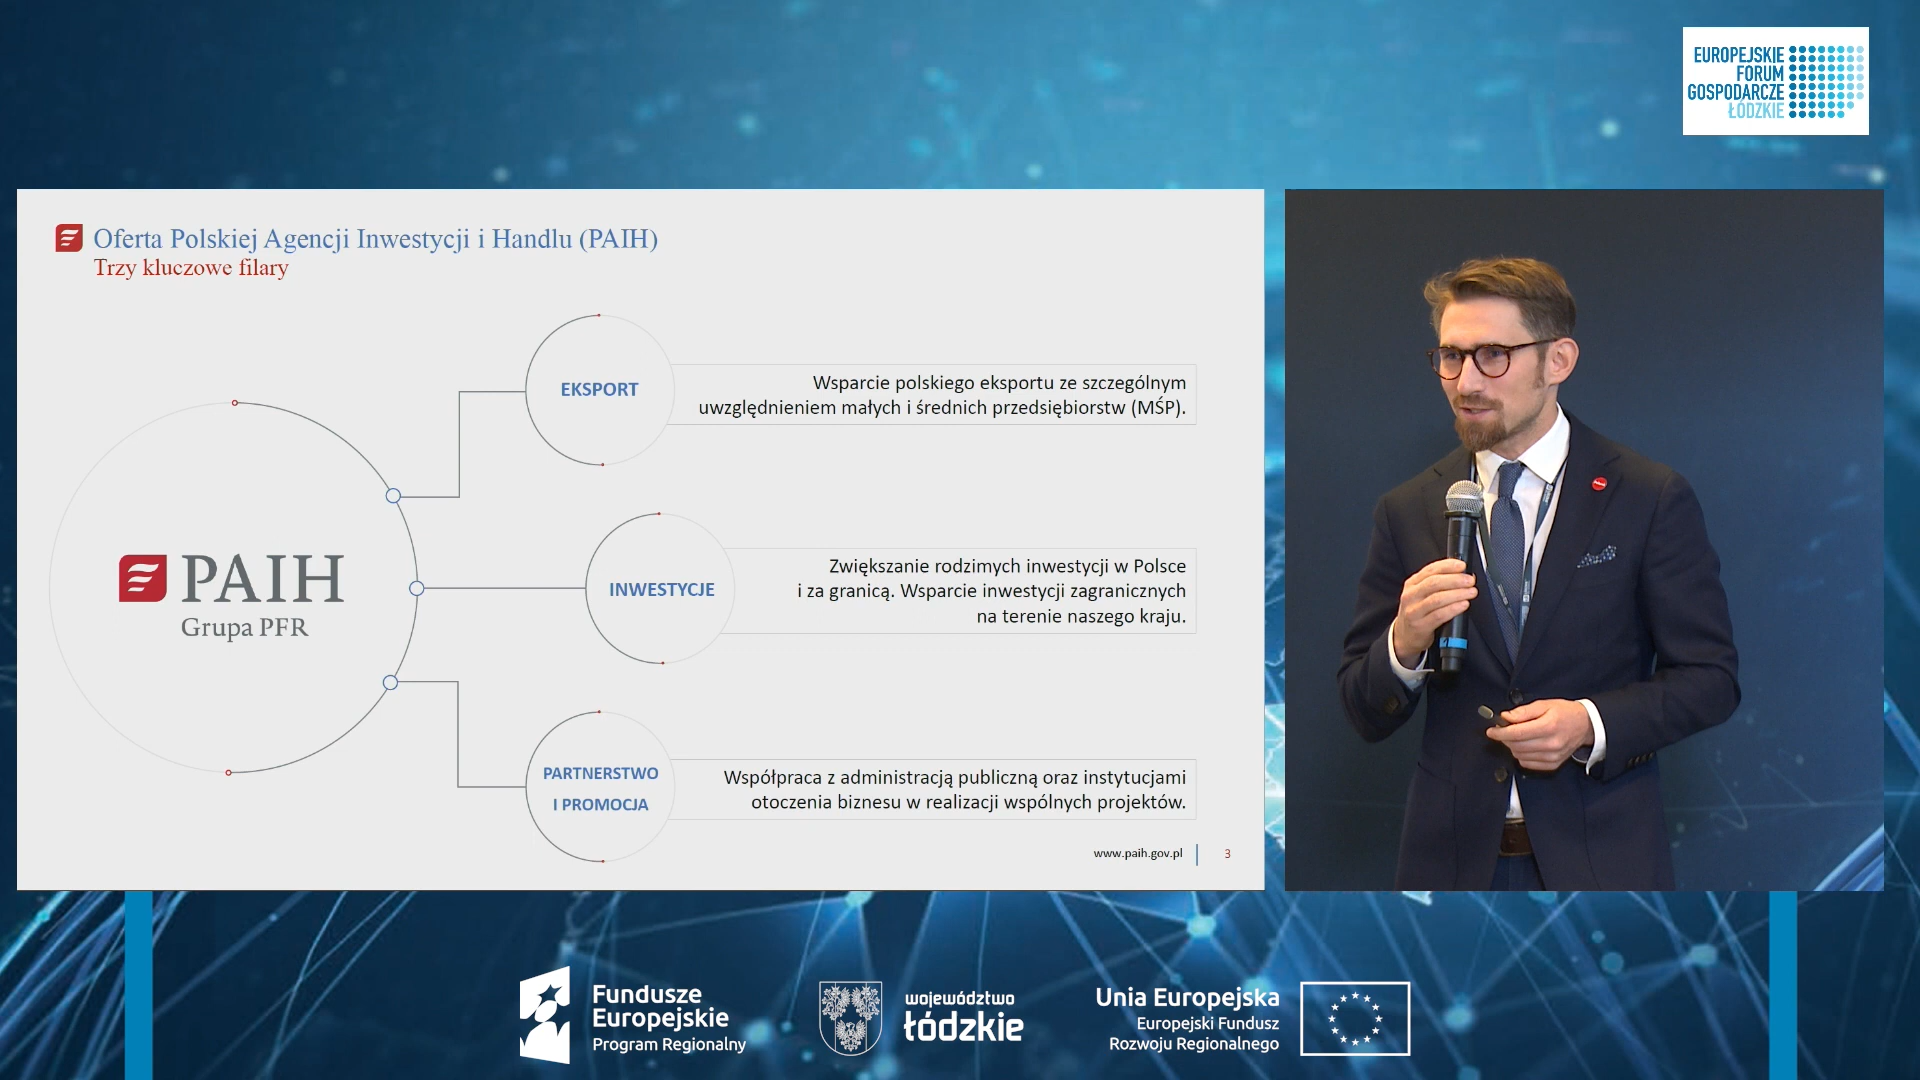 EUROPEJSKIE
FORUM
GOSPODARCZE
ŁÓDZKIE
Oferta Polskiej Agencji Inwestycji i Handlu (PAIH)
Trzy kluczowe filary
EKSPORT
Wsparcie polskiego eksportu ze szczególnym
uwzględnieniem małych i średnich przedsiębiorstw (MŚP).
PAIH
Grupa PFR
INWESTYCJE
Zwiększanie rodzimych inwestycji w Polsce
i za granicą. Wsparcie inwestycji zagranicznych
na terenie naszego kraju.
PARTNERSTWO
I PROMOCJA
Współpraca z administracją publiczną oraz instytucjami
otoczenia biznesu w realizacji wspólnych projektów.
www.paih.gov.pl
3
Fundusze
Europejskie
Program Regionalny
województwo
łódzkie
Unia Europejska
Europejski Fundusz
Rozwoju Regionalnego